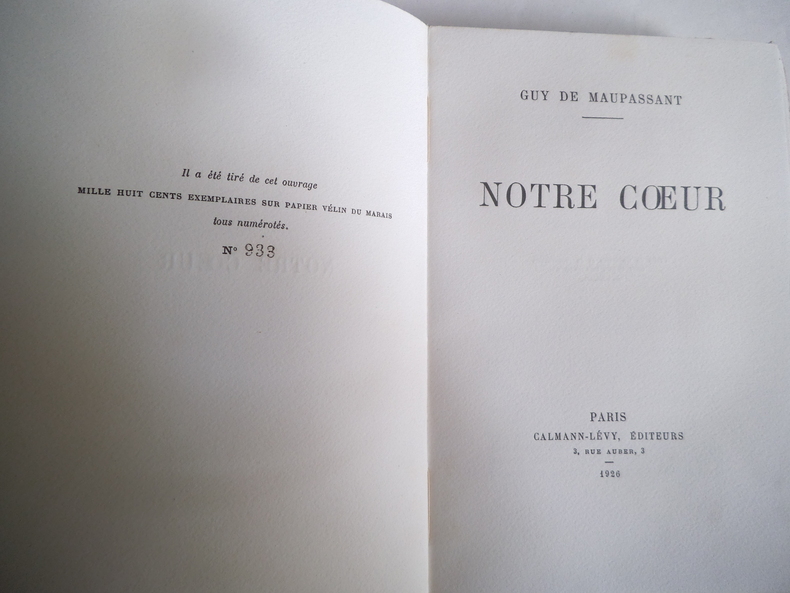 Il a été tiré de cet ouvrage
MILLE HUIT CENTS EXEMPLAIRES SUR PAPIER VÉLIN DU MARAIS
tous numérotés.
N° 933
GUY DE MAUPASSANT
NOTRE CŒUR
PARIS
CALMANN-LÉVY, ÉDITEURS
3, RUE AUBER, 3
1926